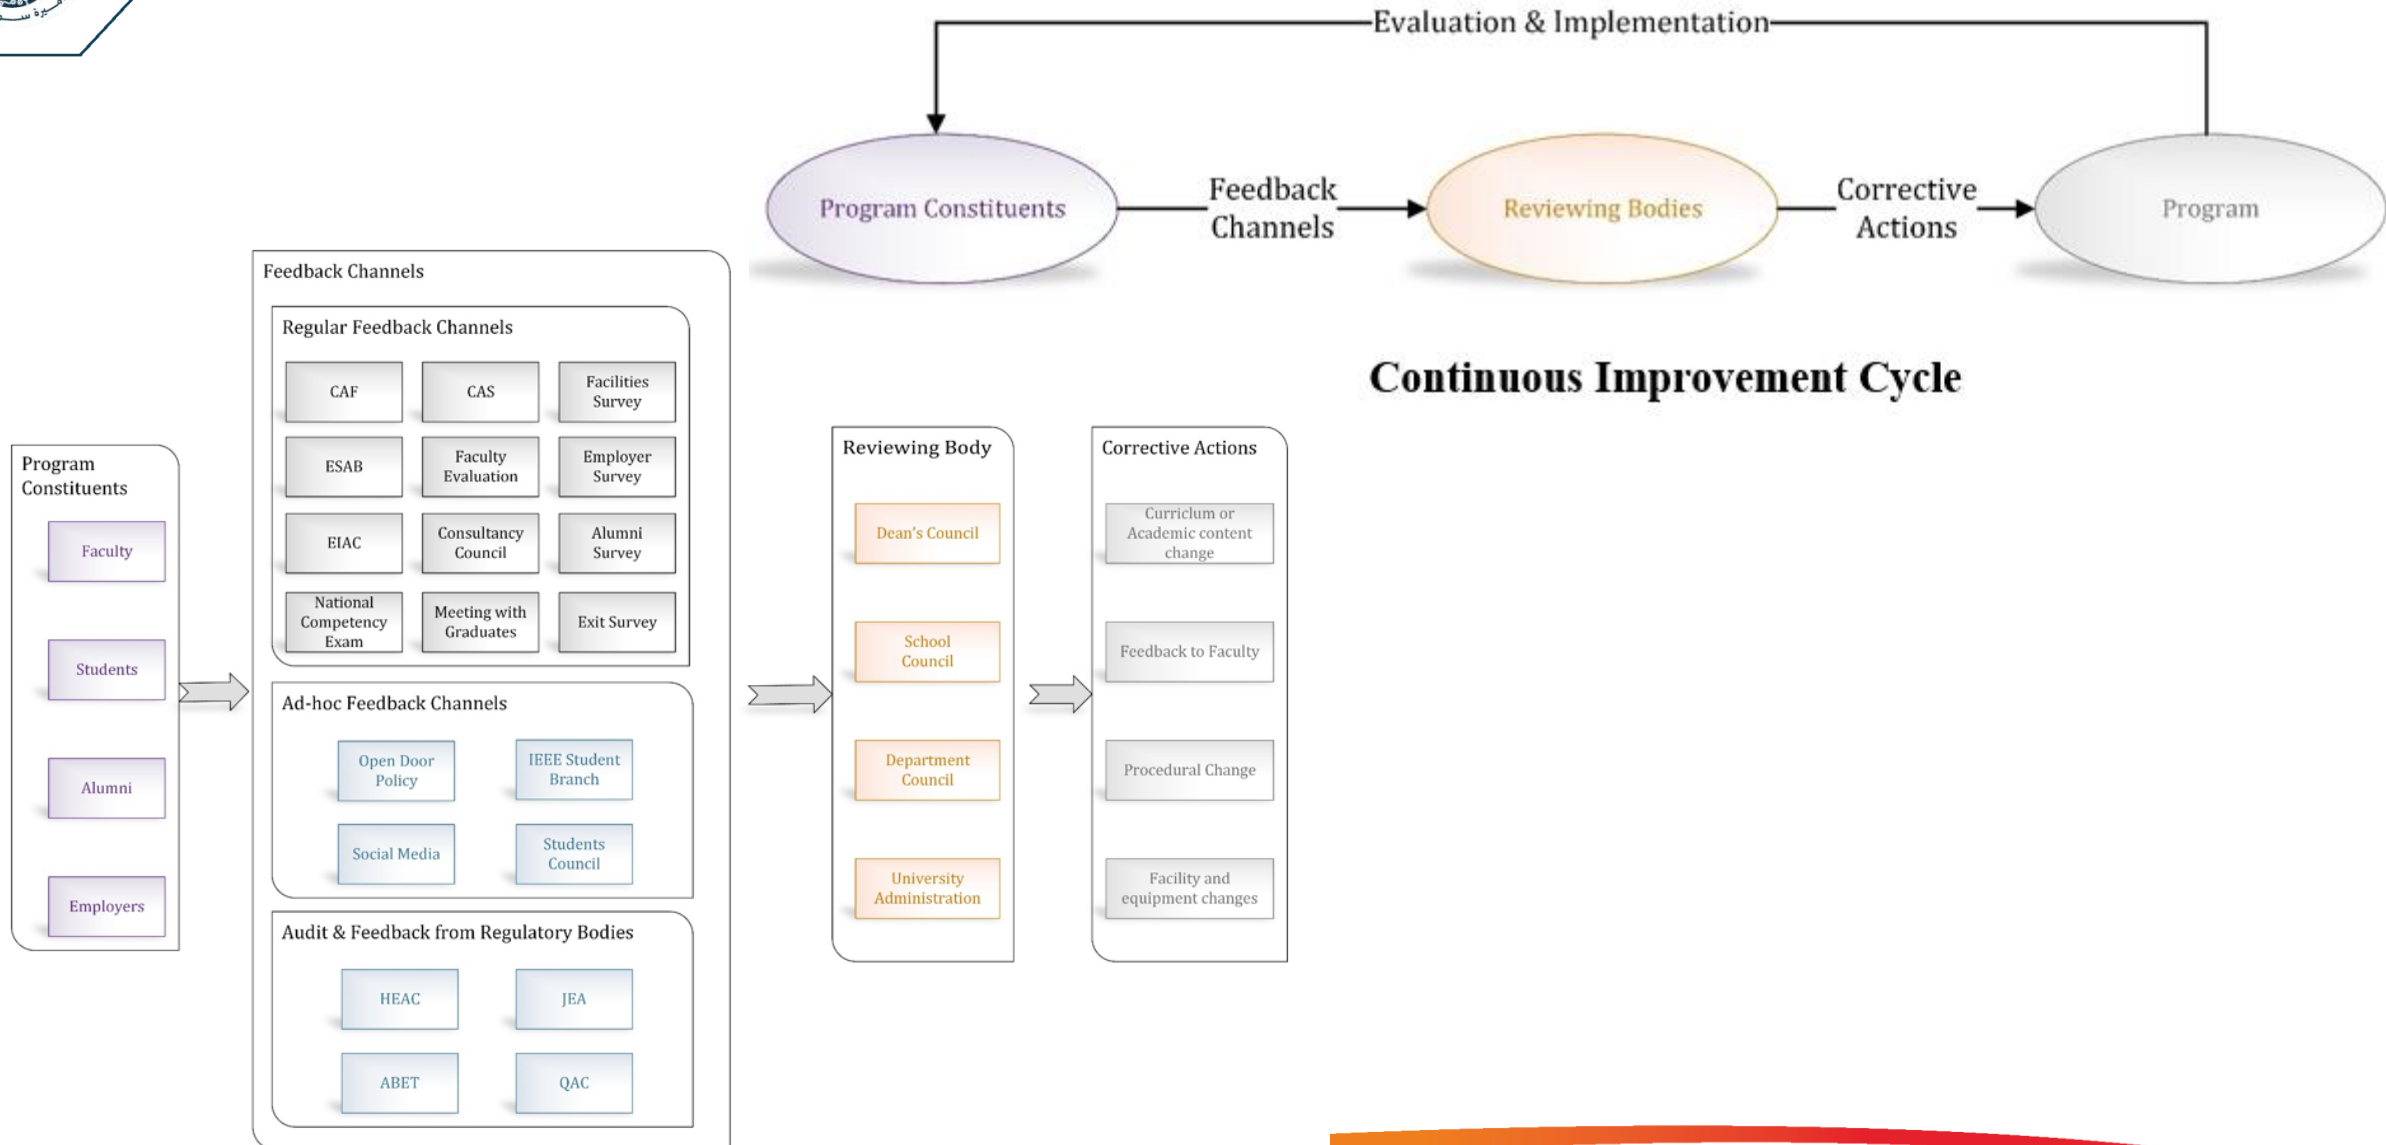 Evaluation & Implementation
Program Constituents
Feedback
Channels
Reviewing Bodies
Corrective
Actions
Program
Continuous Improvement Cycle
Program
Constituents
Faculty
Students
Alumni
Employers
Feedback Channels
Regular Feedback Channels
CAF
CAS
Facilities
Survey
ESAB
Faculty
Evaluation
Employer
Survey
EIAC
Consultancy
Council
Alumni
Survey
National
Competency
Exam
Meeting with
Graduates
Exit Survey
Ad-hoc Feedback Channels
Open Door
Policy
IEEE Student
Branch
Social Media
Students
Council
Audit & Feedback from Regulatory Bodies
HEAC
JEA
ABET
QAC
Reviewing Body
Dean's Council
School
Council
Department
Council
University
Administration
Corrective Actions
Curriclum or
Academic content
change
Feedback to Faculty
Procedural Change
Facility and
equipment changes